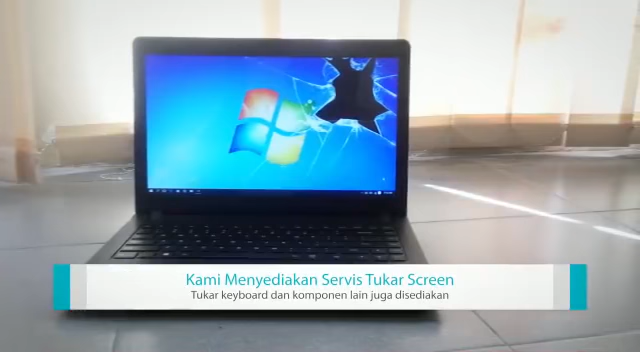 Kami Menyediakan Servis Tukar Screen
Tukar keyboard dan komponen lain juga disediakan